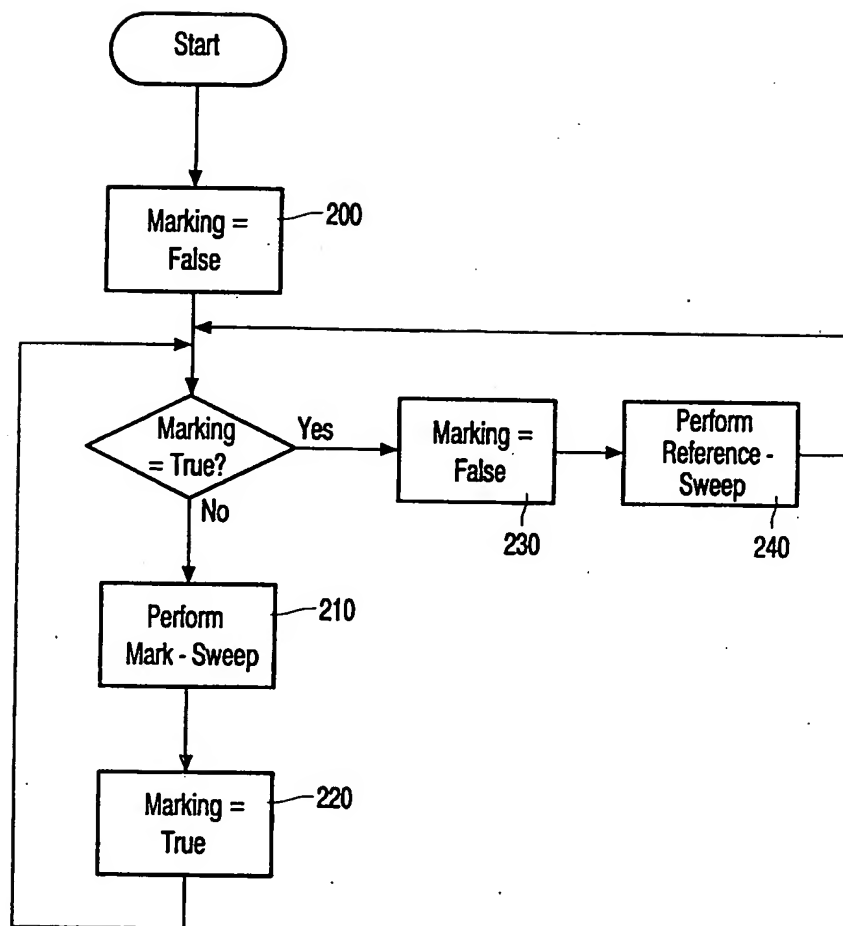 Start
Marking =
False
200
Marking
= True?
Yes
No
Marking =
False
230
Perform
Reference -
Sweep
240
Perform
Mark - Sweep
210
Marking =
True
220